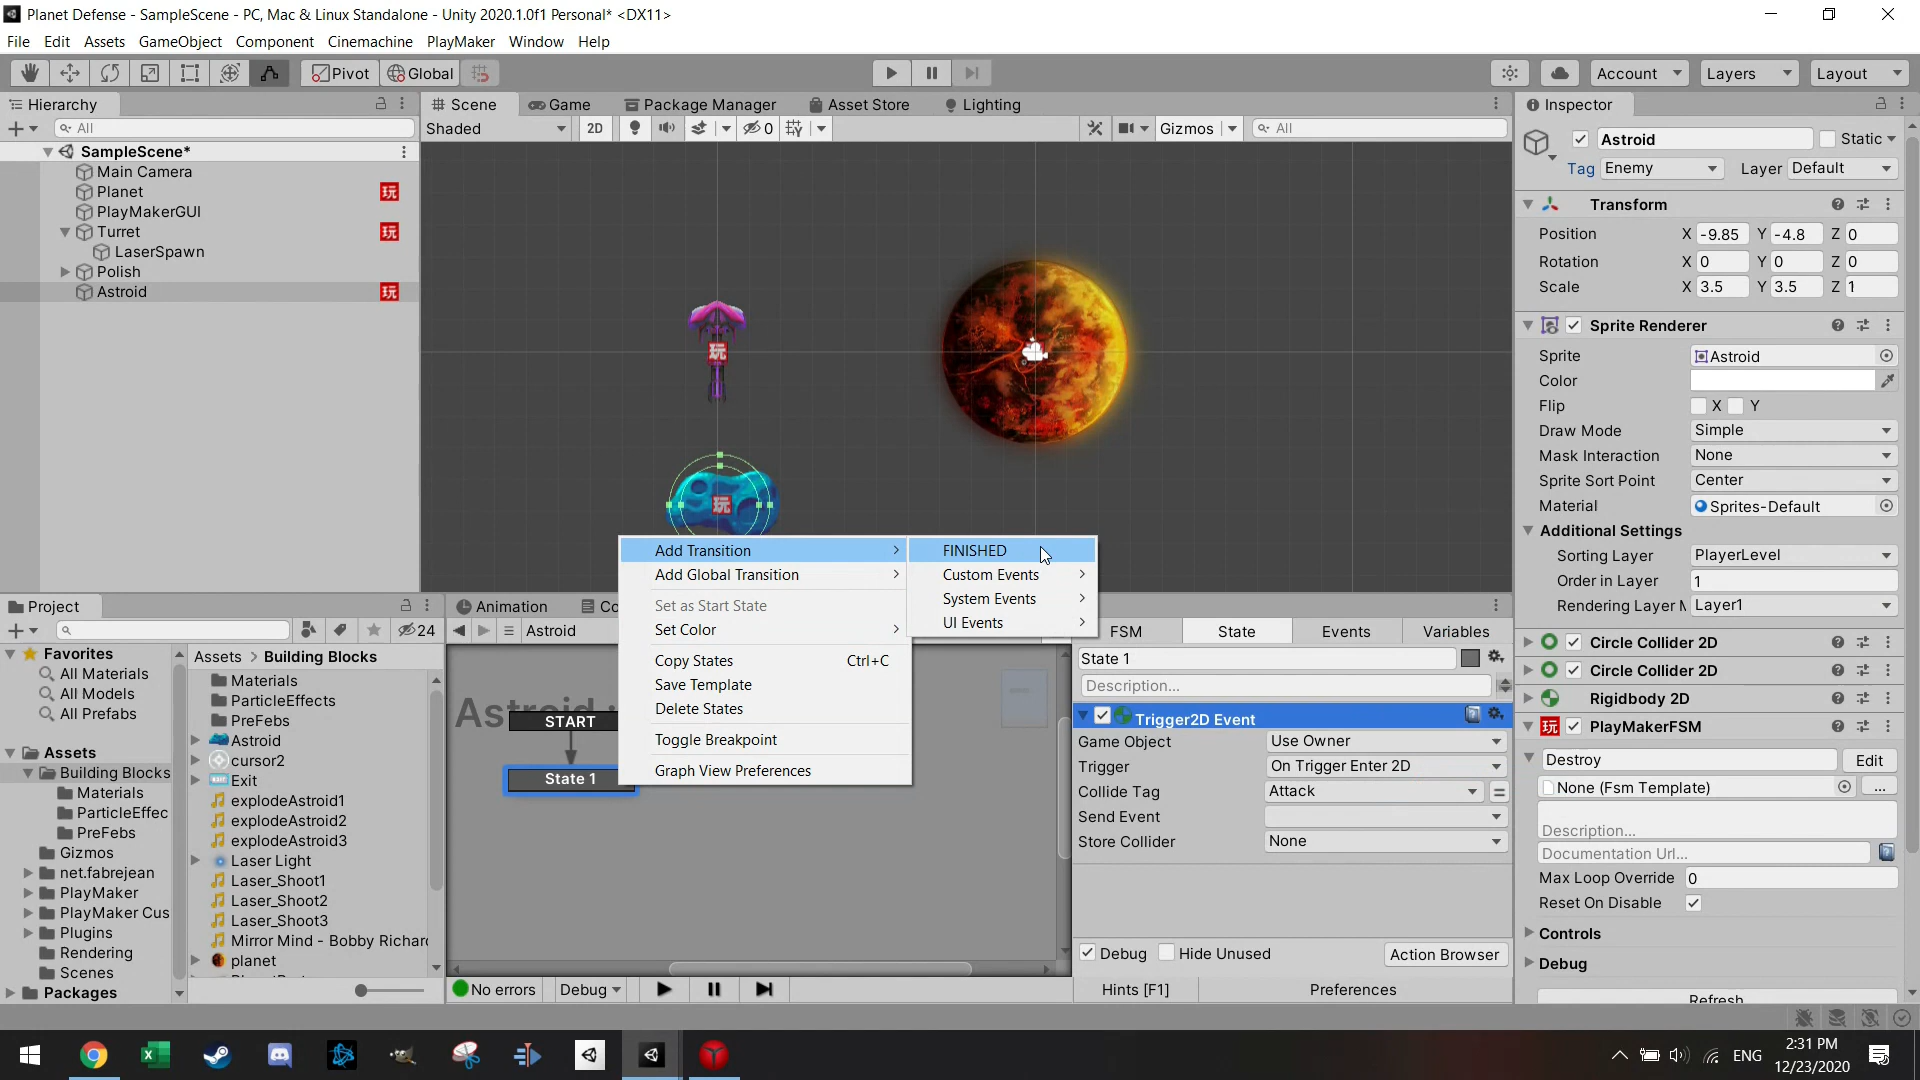 Planet Defense - SampleScene - PC, Mac & Linux Standalone - Unity 2020.1.0f1 Personal* <DX11>
File Edit Assets GameObject Component Cinemachine PlayMaker Window Help
Pivot Global Account Layers Layout
Hierarchy
All
SampleScene*
Main Camera
Planet 玩
PlayMakerGUI
Turret 玩
LaserSpawn
Polish
Astroid 玩
Scene Game Package Manager Asset Store Lighting
Shaded 2D 0 Gizmos All
玩
玩
Inspector
Astroid Static
Tag Enemy Layer Default
Transform
Position X -9.85 Y -4.8 Z 0
Rotation X 0 Y 0 Z 0
Scale X 3.5 Y 3.5 Z 1
Sprite Renderer
Sprite Astroid
Color
Flip X Y
Draw Mode Simple
Mask Interaction None
Sprite Sort Point Center
Material Sprites-Default
Additional Settings
Sorting Layer PlayerLevel
Order in Layer 1
Rendering Layer M Layer1
Circle Collider 2D
Circle Collider 2D
Rigidbody 2D
玩 PlayMakerFSM
Destroy Edit
None (Fsm Template) ...
Description...
Documentation Url...
Max Loop Override 0
Reset On Disable
Controls
Debug
Refresh
Add Transition
Add Global Transition
Set as Start State
Set Color
Copy States Ctrl+C
Save Template
Delete States
Toggle Breakpoint
Graph View Preferences
FINISHED
Custom Events
System Events
UI Events
Project
24
Favorites
All Materials
All Models
All Prefabs
Assets
Building Blocks
Materials
ParticleEffec
PreFebs
Gizmos
net.fabrejean
PlayMaker
PlayMaker Cus
Plugins
Rendering
Scenes
Packages
Assets > Building Blocks
Materials
ParticleEffects
PreFebs
Astroid
cursor2
Exit
explodeAstroid1
explodeAstroid2
explodeAstroid3
Laser Light
Laser_Shoot1
Laser_Shoot2
Laser_Shoot3
Mirror Mind - Bobby Richard
planet
Animation Co
Astroid
Astroid :
START
State 1
FSM State Events Variables
State 1
Description...
Trigger2D Event
Game Object Use Owner
Trigger On Trigger Enter 2D
Collide Tag Attack
Send Event
Store Collider None
Debug Hide Unused Action Browser
No errors Debug Hints [F1] Preferences
ENG
2:31 PM
12/23/2020